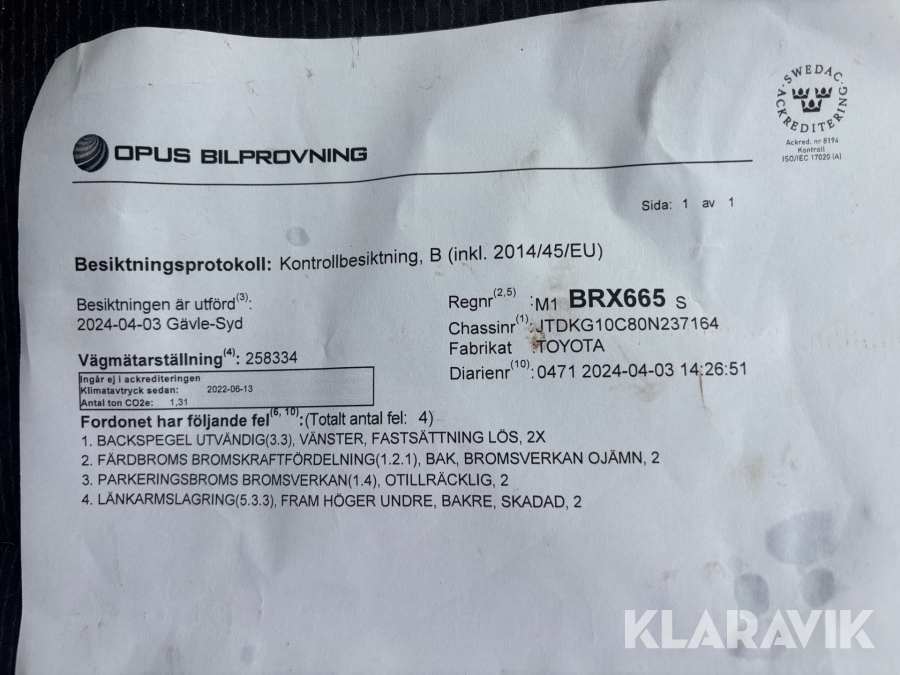 SWEDAC
ACKREDITERING
Ackred. nr 8194
Kontroll
ISO/IEC 17020 (A)
OPUS BILPROVNING
Sida: 1 av 1
Besiktningsprotokoll: Kontrollbesiktning, B (inkl. 2014/45/EU)
Besiktningen är utförd(3):
2024-04-03 Gävle-Syd
Vägmätarställning(4): 258334
Regnr(2,5) :M1 BRX665 S
Chassinr(1):JTDKG10C80N237164
Fabrikat :TOYOTA
Diarienr(10):0471 2024-04-03 14:26:51
Ingår ej i ackrediteringen
Klimatavtryck sedan: 2022-06-13
Antal ton CO2e: 1,31
Fordonet har följande fel(6, 10):(Totalt antal fel: 4)
1. BACKSPEGEL UTVÄNDIG(3.3), VÄNSTER, FASTSÄTTNING LÖS, 2X
2. FÄRDBROMS BROMSKRAFTFÖRDELNING(1.2.1), BAK, BROMSVERKAN OJÄMN, 2
3. PARKERINGSBROMS BROMSVERKAN(1.4), OTILLRÄCKLIG, 2
4. LÄNKARMSLAGRING(5.3.3), FRAM HÖGER UNDRE, BAKRE, SKADAD, 2
KLARAVIK